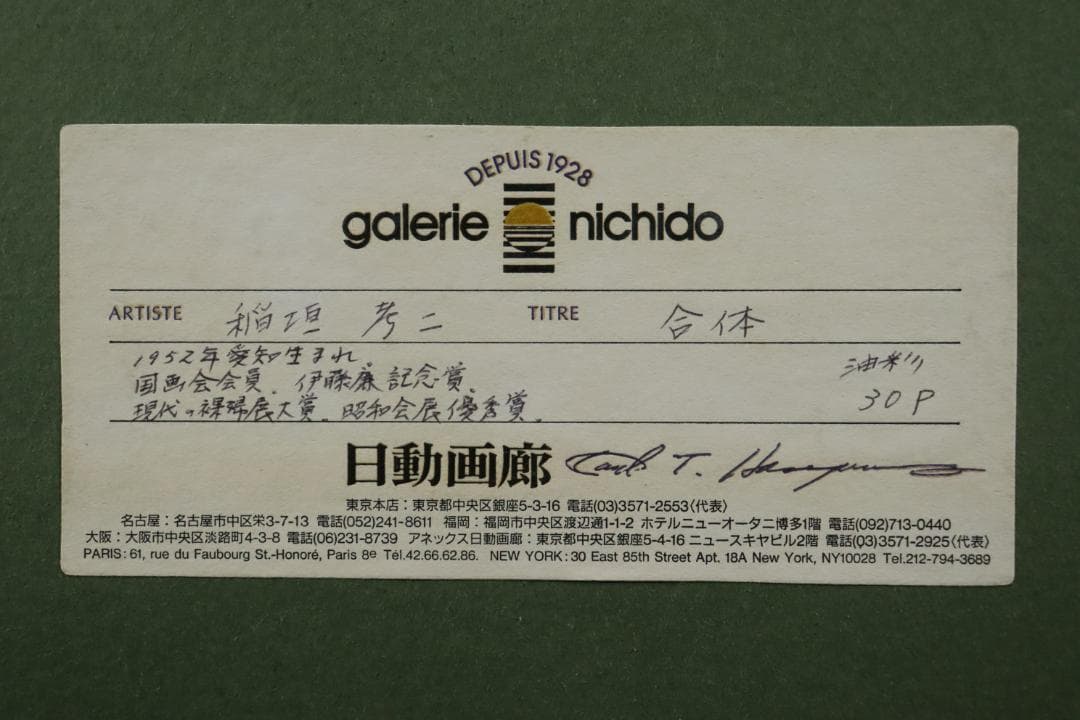 DEPUIS 1928
galerie nichido
ARTISTE 稲垣 考二 TITRE 合体
1952年愛知生まれ。
国画会会員、伊藤廉記念賞、
現代の裸婦展大賞、昭和会展優秀賞。
油彩
30P
日動画廊
東京本店：東京都中央区銀座5-3-16 電話(03)3571-2553〈代表〉
名古屋：名古屋市中区栄3-7-13 電話(052)241-8611 福岡：福岡市中央区渡辺通1-1-2 ホテルニューオータニ博多1階 電話(092)713-0440
大阪：大阪市中央区淡路町4-3-8 電話(06)231-8739 アネックス日動画廊：東京都中央区銀座5-4-16 ニュースキヤビル2階 電話(03)3571-2925〈代表〉
PARIS: 61, rue du Faubourg St.-Honoré, Paris 8e Tél.42.66.62.86. NEW YORK: 30 East 85th Street Apt. 18A New York, NY10028 Tel.212-794-3689